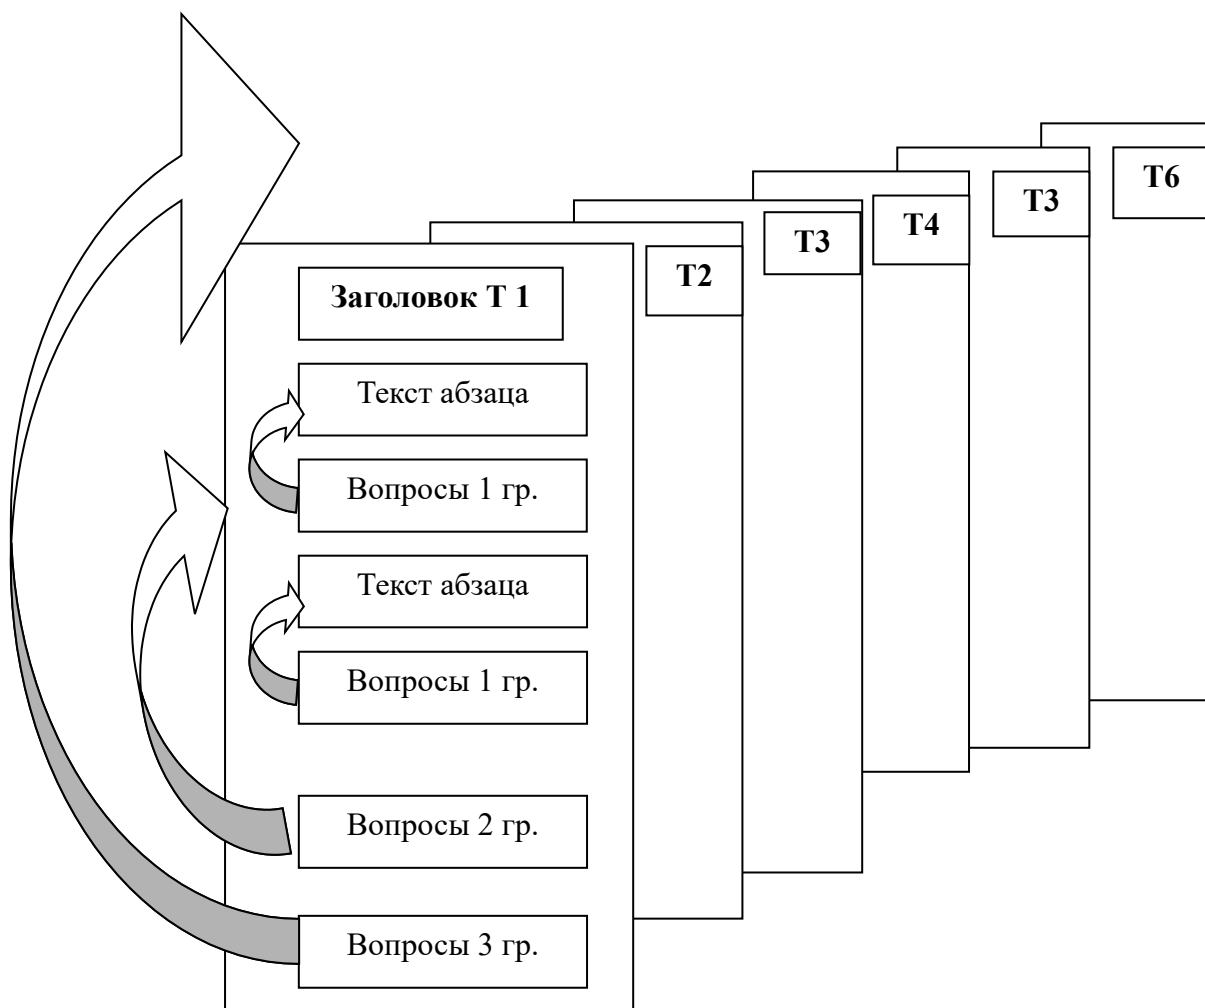 Заголовок Т 1
Т2
Т3
Т4
Т3
Т6
Текст абзаца
Вопросы 1 гр.
Текст абзаца
Вопросы 1 гр.
Вопросы 2 гр.
Вопросы 3 гр.